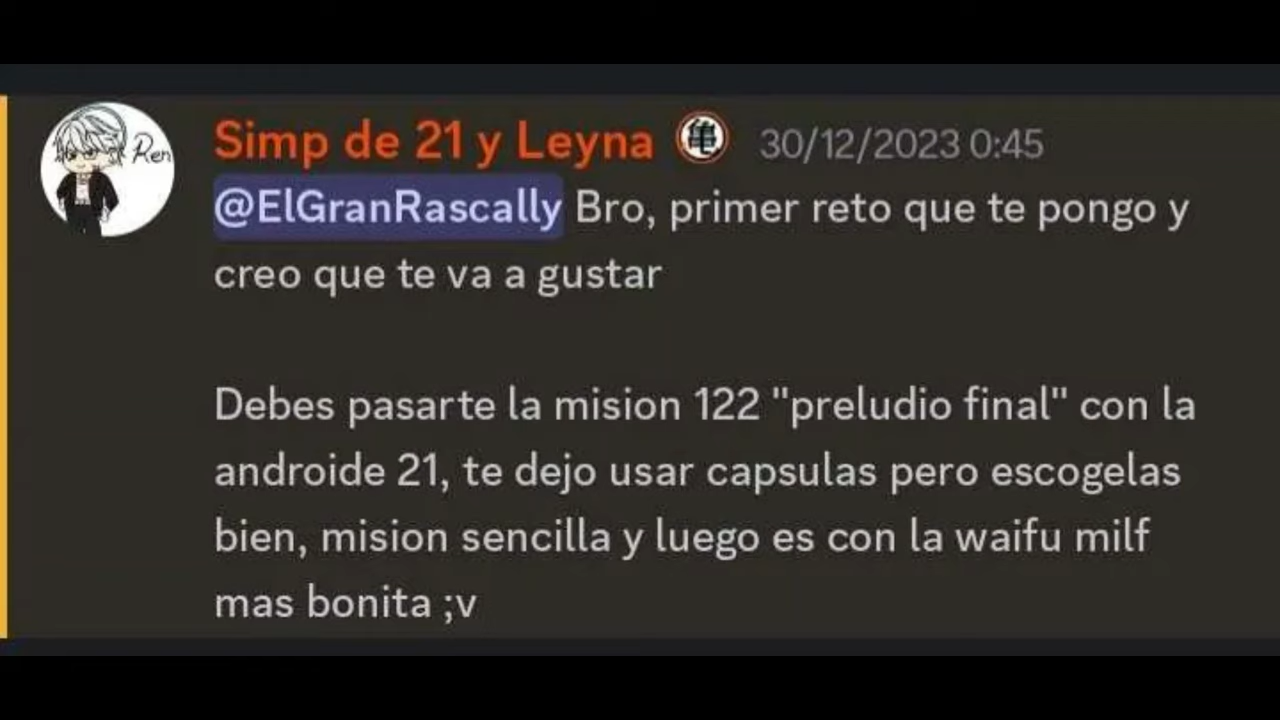 Ren
Simp de 21 y Leyna 亀 30/12/2023 0:45
@ElGranRascally Bro, primer reto que te pongo y
creo que te va a gustar
Debes pasarte la mision 122 "preludio final" con la
androide 21, te dejo usar capsulas pero escogelas
bien, mision sencilla y luego es con la waifu milf
mas bonita ;v